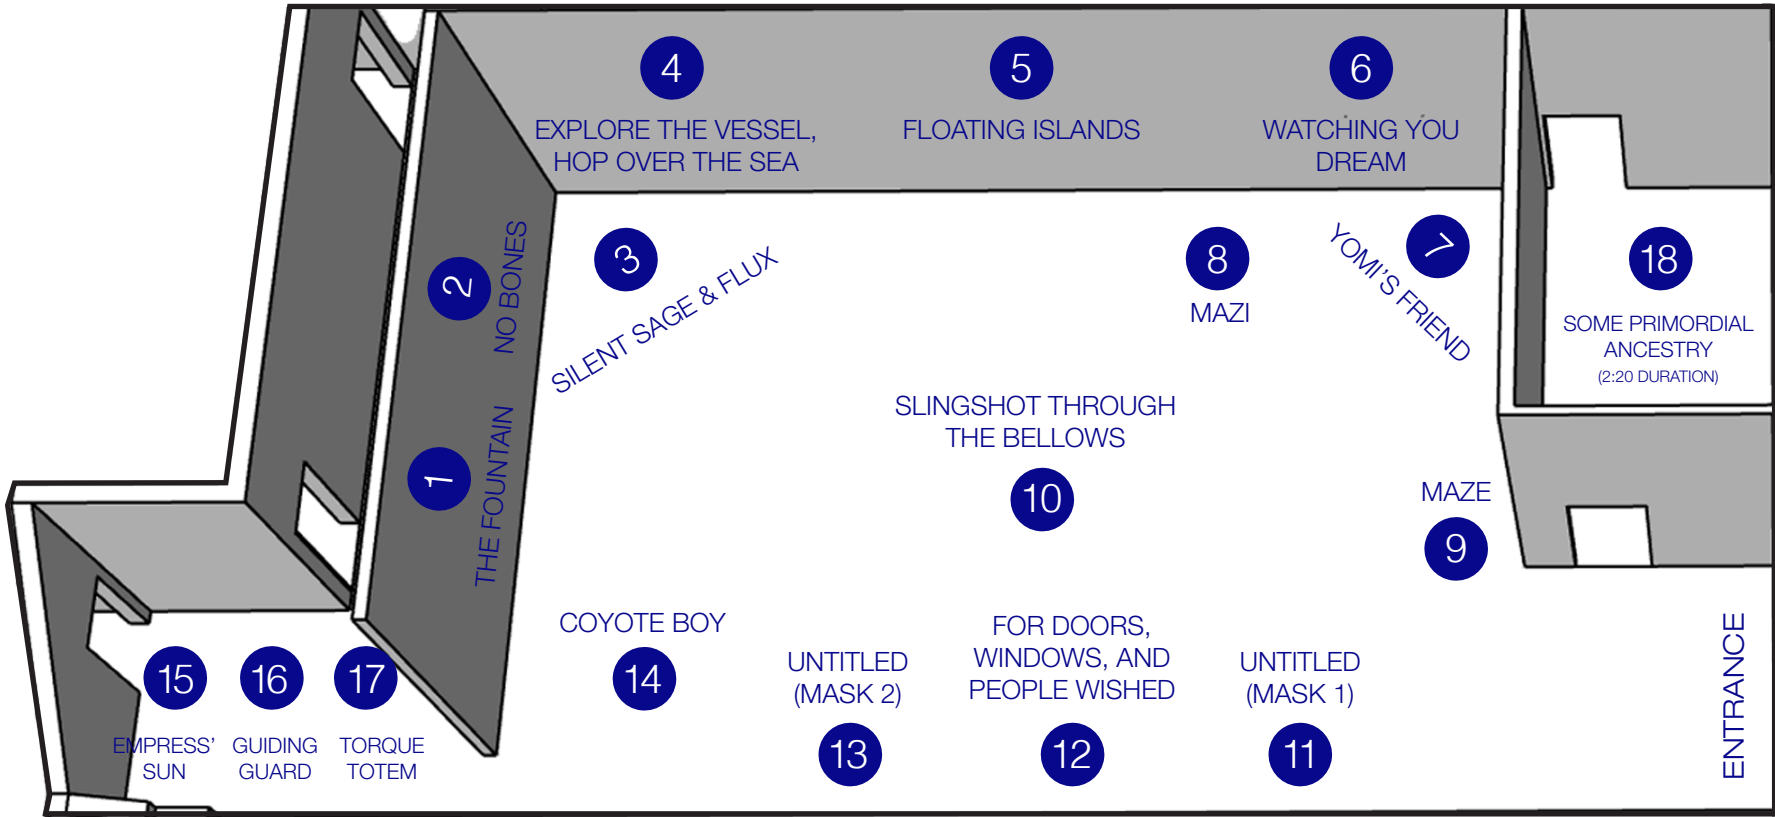 4
EXPLORE THE VESSEL,
HOP OVER THE SEA
5
FLOATING ISLANDS
6
WATCHING YOU
DREAM
2
NO BONES
3
SILENT SAGE & FLUX
8
MAZI
7
YOMI'S FRIEND
18
SOME PRIMORDIAL
ANCESTRY
(2:20 DURATION)
1
THE FOUNTAIN
SLINGSHOT THROUGH
THE BELLOWS
10
MAZE
9
COYOTE BOY
14
UNTITLED
(MASK 2)
13
FOR DOORS,
WINDOWS, AND
PEOPLE WISHED
12
UNTITLED
(MASK 1)
11
ENTRANCE
15
EMPRESS'
SUN
16
GUIDING
GUARD
17
TORQUE
TOTEM